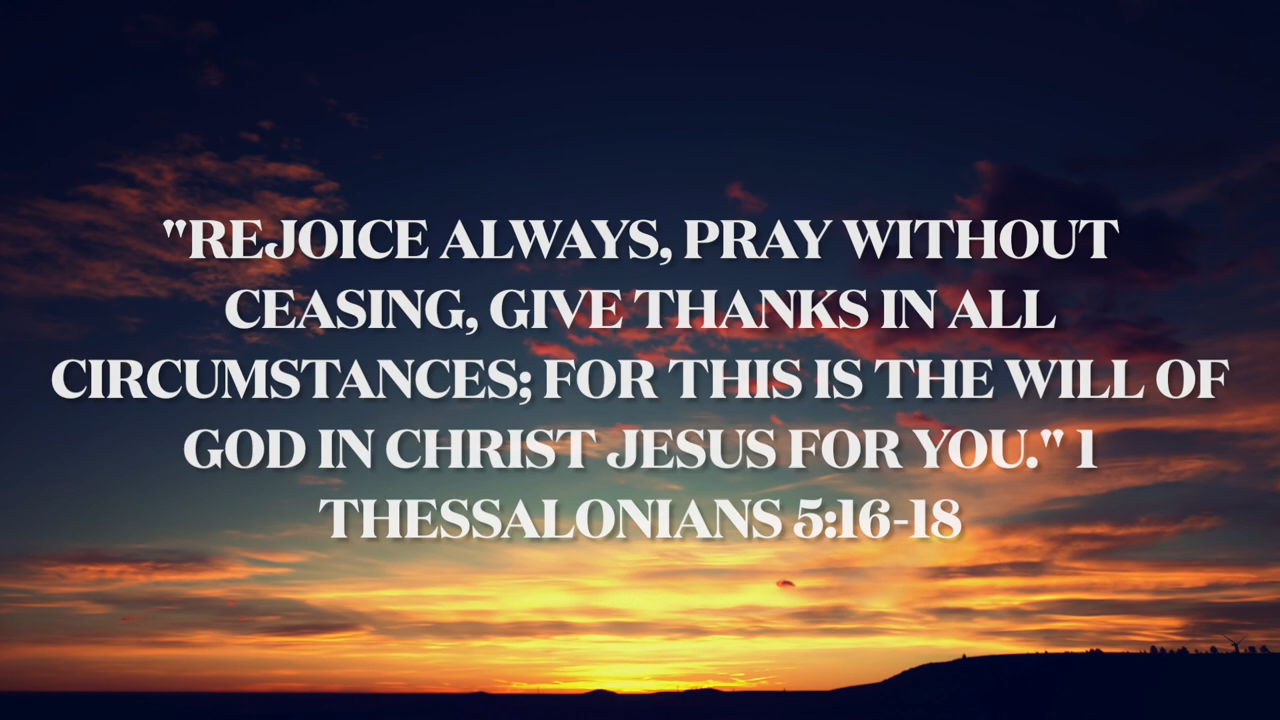 "REJOICE ALWAYS, PRAY WITHOUT
CEASING, GIVE THANKS IN ALL
CIRCUMSTANCES; FOR THIS IS THE WILL OF
GOD IN CHRIST JESUS FOR YOU." 1
THESSALONIANS 5:16-18